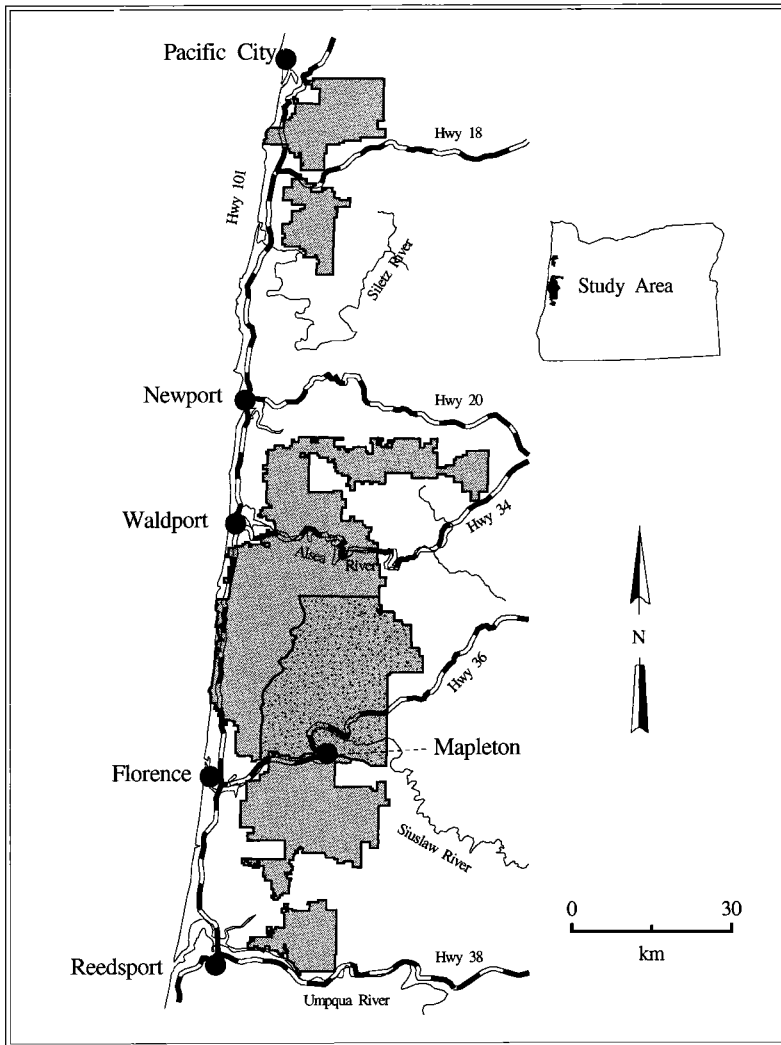 Pacific City
Hwy 18
Hwy 101
Siletz River
Study Area
Newport
Hwy 20
Waldport
Hwy 34
Alsea River
N
Hwy 36
Mapleton
Florence
Siuslaw River
0 30
km
Reedsport
Hwy 38
Umpqua River